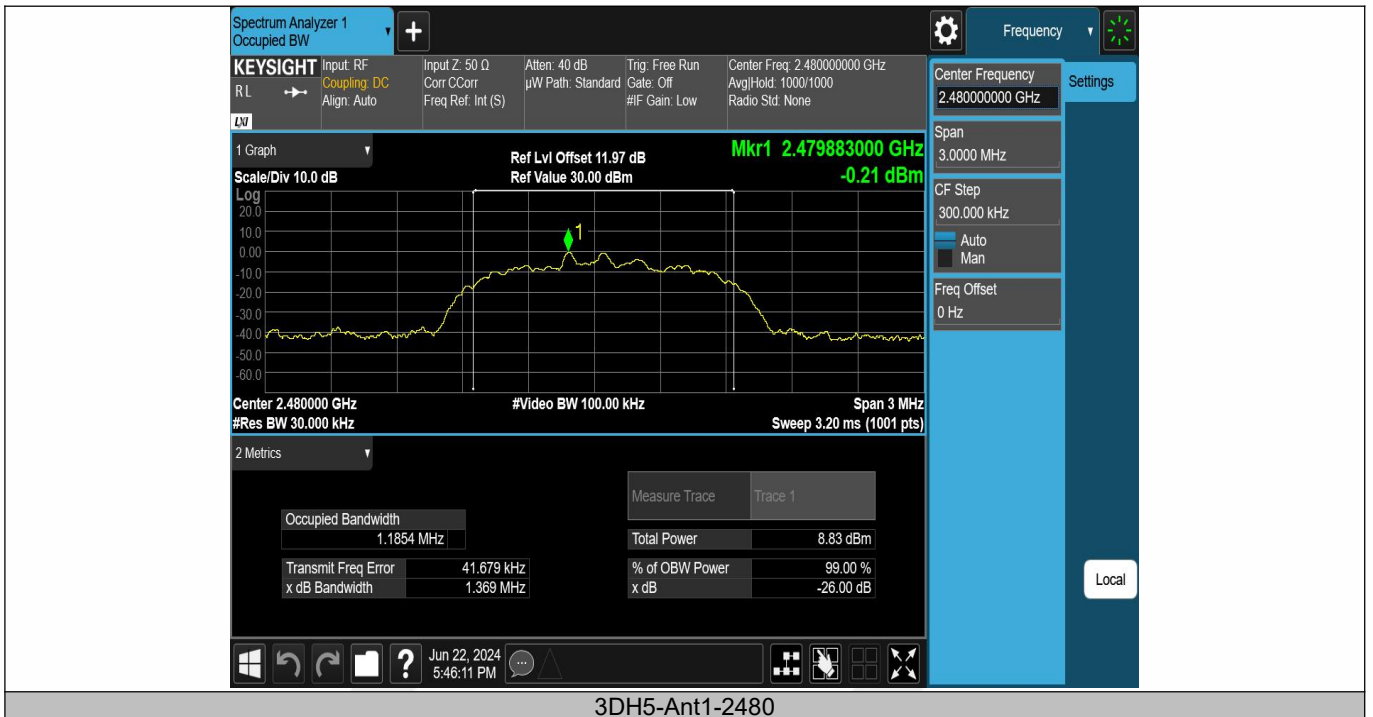 Spectrum Analyzer 1
Occupied BW
Frequency
KEYSIGHT
RL
LXI
Input: RF
Coupling: DC
Align: Auto
Input Z: 50 Ω
Corr CCorr
Freq Ref: Int (S)
Atten: 40 dB
µW Path: Standard
Trig: Free Run
Gate: Off
#IF Gain: Low
Center Freq: 2.480000000 GHz
Avg|Hold: 1000/1000
Radio Std: None
Center Frequency
2.480000000 GHz
Settings
Span
3.0000 MHz
CF Step
300.000 kHz
Auto
Man
Freq Offset
0 Hz
Local
1 Graph
Scale/Div 10.0 dB
Ref Lvl Offset 11.97 dB
Ref Value 30.00 dBm
Mkr1 2.479883000 GHz
-0.21 dBm
Log
20.0
10.0
0.00
-10.0
-20.0
-30.0
-40.0
-50.0
-60.0
1
Center 2.480000 GHz
#Video BW 100.00 kHz
Span 3 MHz
#Res BW 30.000 kHz
Sweep 3.20 ms (1001 pts)
2 Metrics
Measure Trace
Trace 1
Occupied Bandwidth
1.1854 MHz
Total Power 8.83 dBm
Transmit Freq Error 41.679 kHz
% of OBW Power 99.00 %
x dB Bandwidth 1.369 MHz
x dB -26.00 dB
?
Jun 22, 2024
5:46:11 PM
3DH5-Ant1-2480